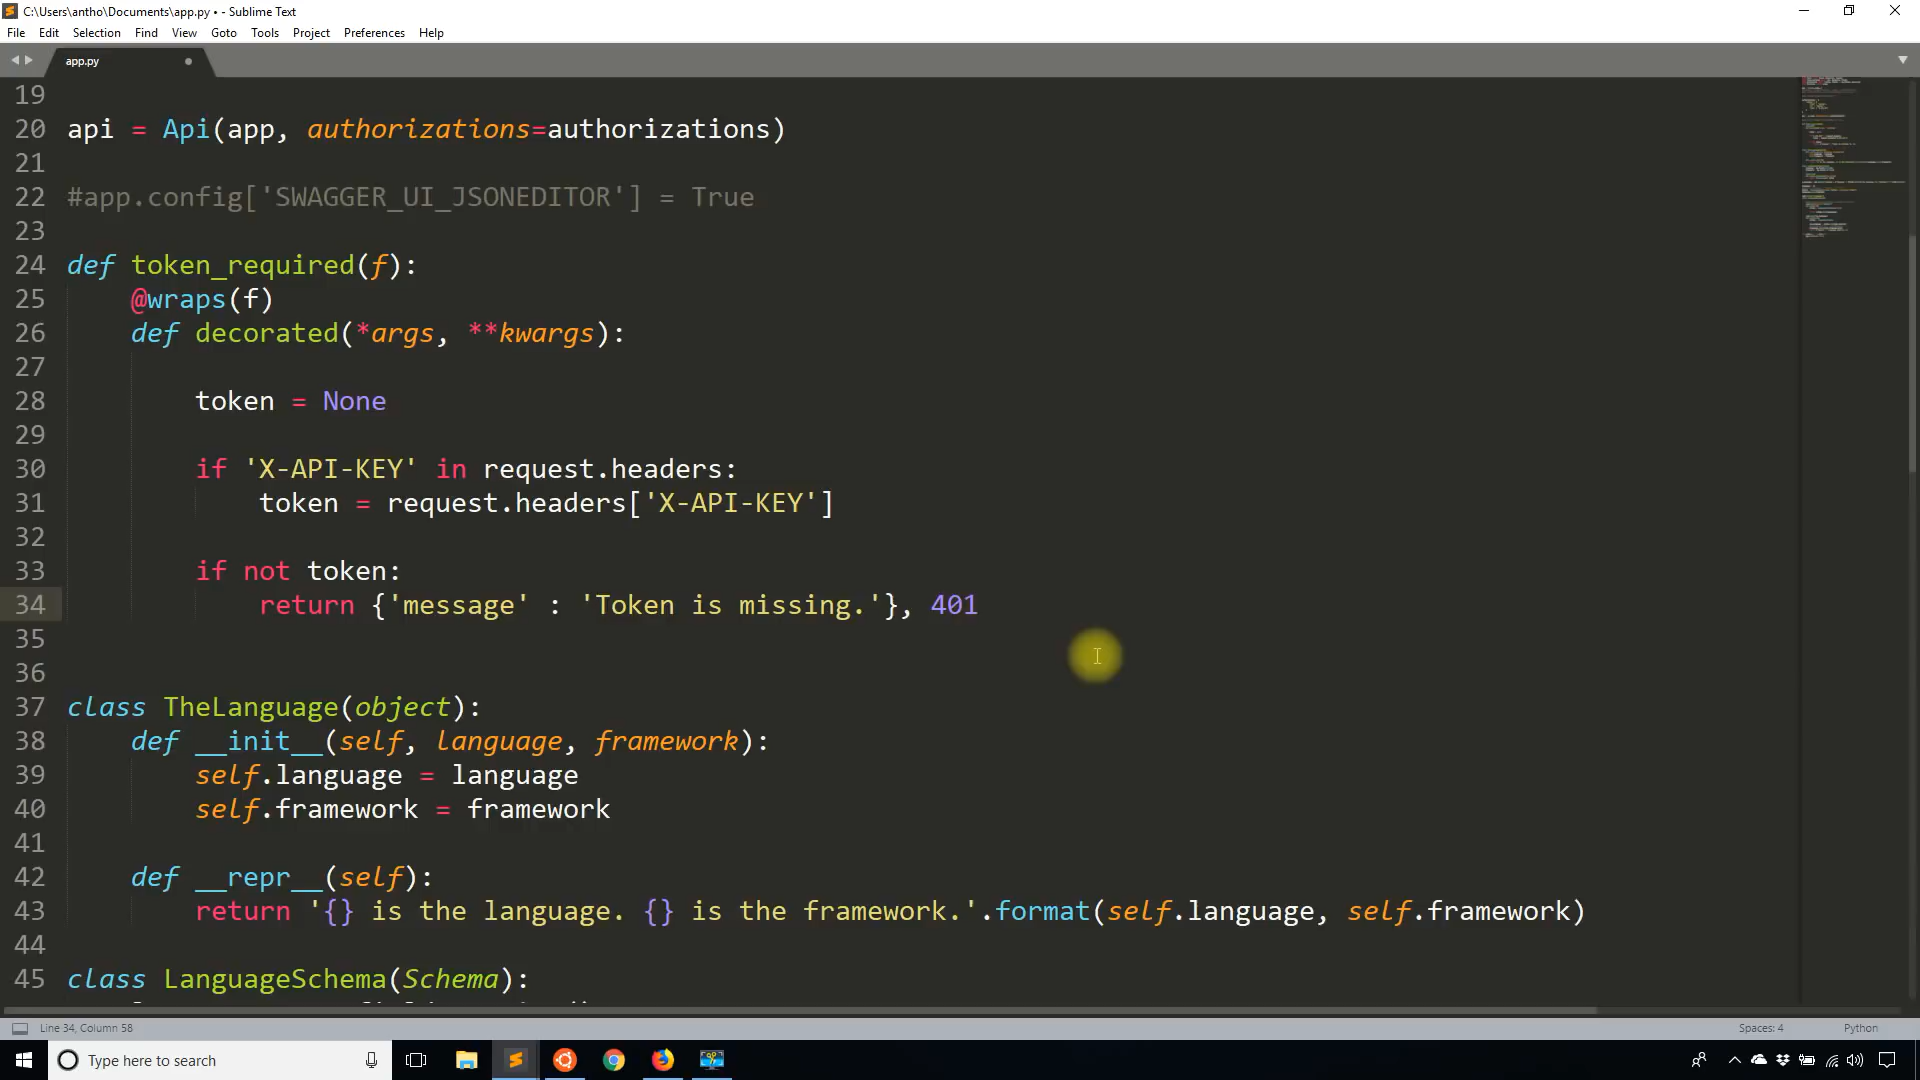 C:\Users\antho\Documents\app.py • - Sublime Text
File Edit Selection Find View Goto Tools Project Preferences Help
app.py
19
20 api = Api(app, authorizations=authorizations)
21
22 #app.config['SWAGGER_UI_JSONEDITOR'] = True
23
24 def token_required(f):
25 @wraps(f)
26 def decorated(*args, **kwargs):
27
28 token = None
29
30 if 'X-API-KEY' in request.headers:
31 token = request.headers['X-API-KEY']
32
33 if not token:
34 return {'message' : 'Token is missing.'}, 401
35
36
37 class TheLanguage(object):
38 def __init__(self, language, framework):
39 self.language = language
40 self.framework = framework
41
42 def __repr__(self):
43 return '{} is the language. {} is the framework.'.format(self.language, self.framework)
44
45 class LanguageSchema(Schema):
Line 34, Column 58 Spaces: 4 Python
Type here to search